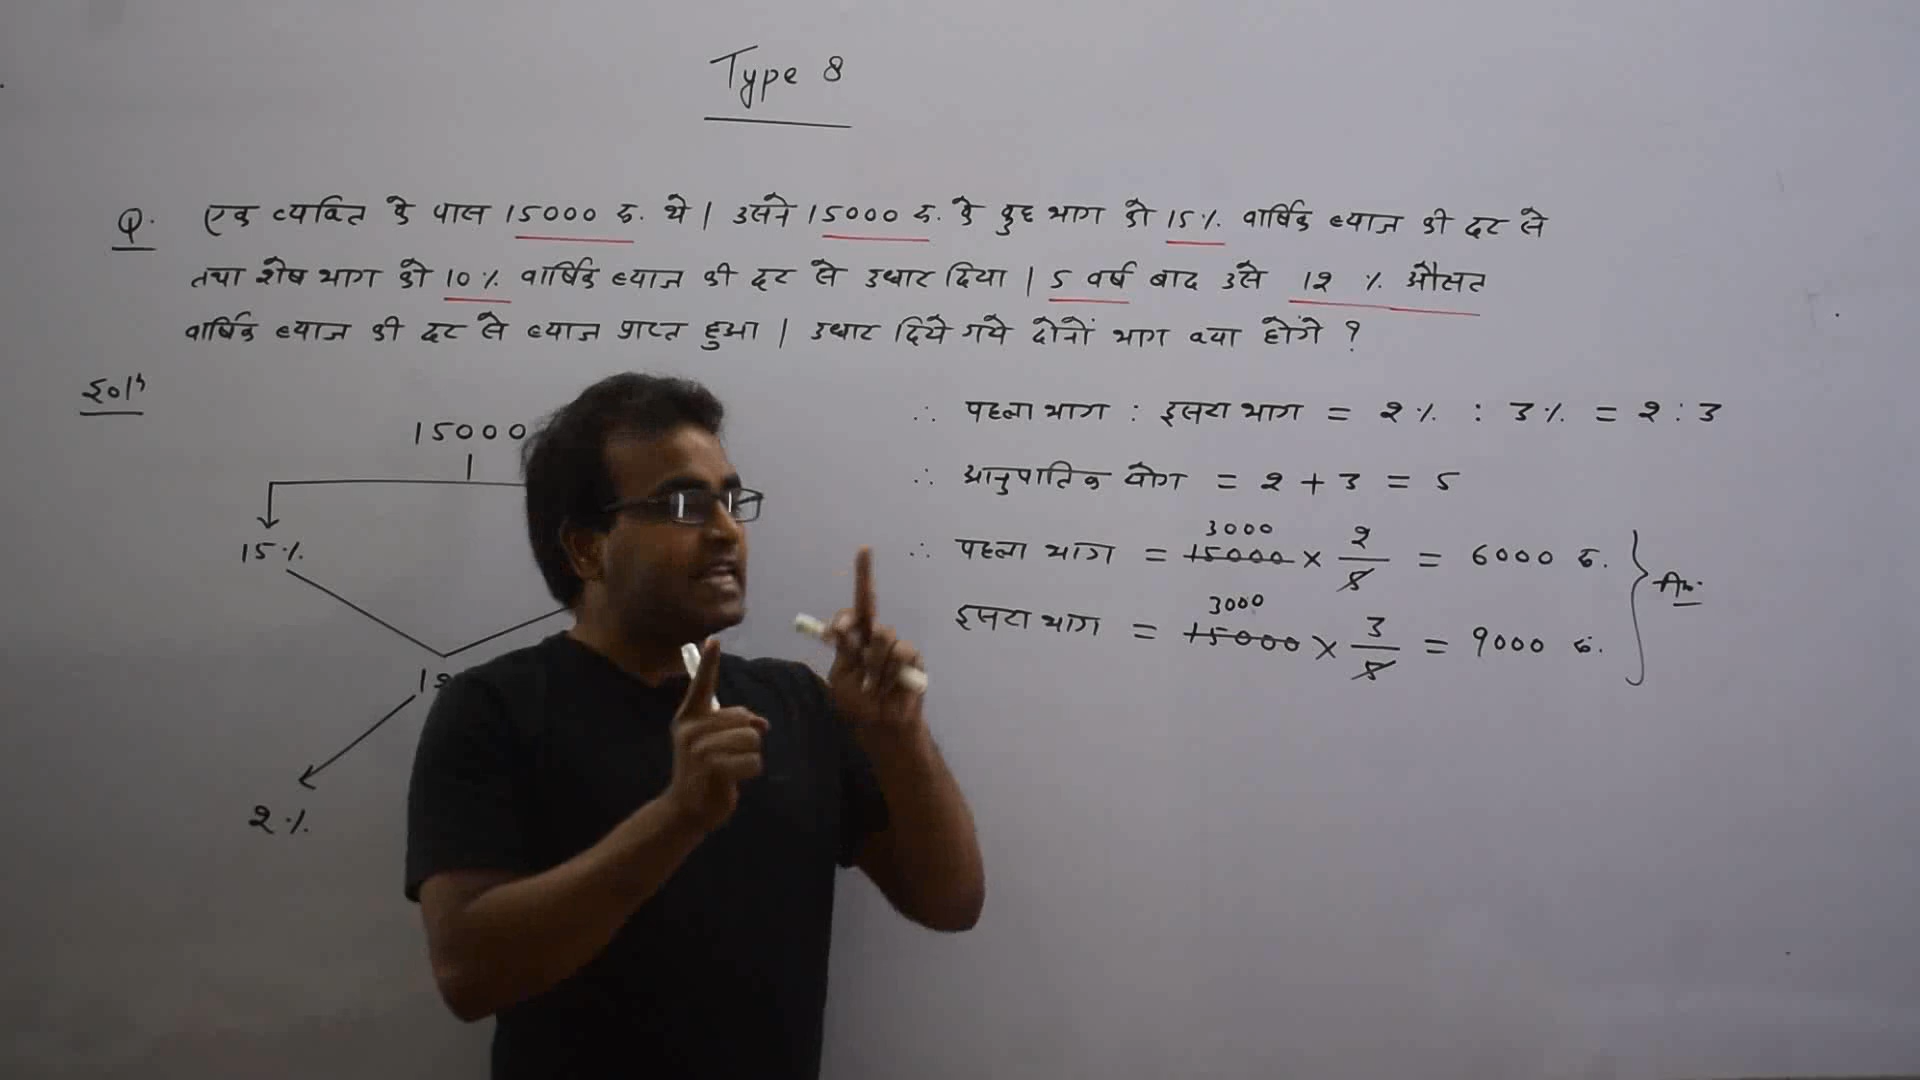 Type 8
Q. एक व्यक्ति के पास 15000 रु. थे | उसने 15000 रु. के कुछ भाग को 15% वार्षिक ब्याज की दर से
तथा शेष भाग को 10% वार्षिक ब्याज की दर से उधार दिया | 5 वर्ष बाद उसे 12 % औसत
वार्षिक ब्याज की दर से ब्याज प्राप्त हुआ | उधार दिये गये दोनों भाग क्या होंगे ?
Solⁿ
15000
15%
2%
∴ पहला भाग : दूसरा भाग = 2% : 3% = 2 : 3
∴ आनुपातिक योग = 2 + 3 = 5
3000
∴ पहला भाग = 15000 × 2/5 = 6000 रु.
3000
दूसरा भाग = 15000 × 3/5 = 9000 रु.
Ans.